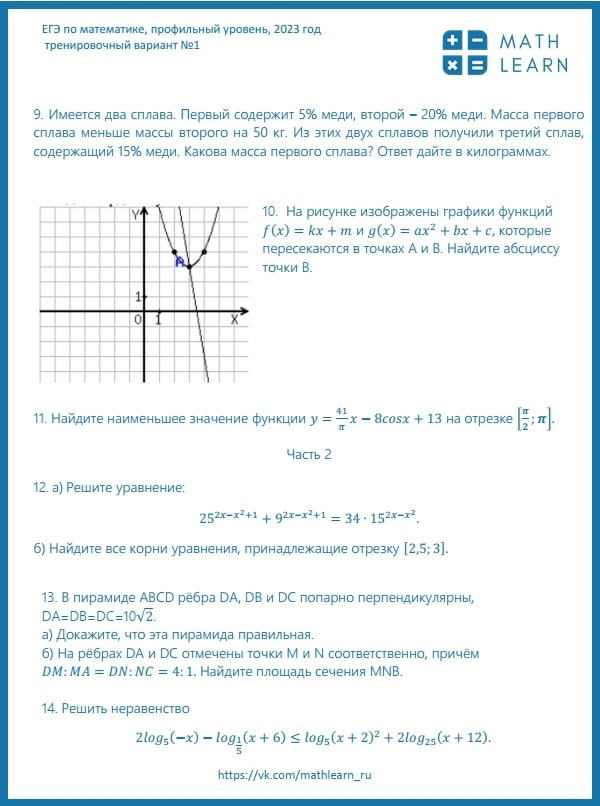 ЕГЭ по математике, профильный уровень, 2023 год
тренировочный вариант №1
MATH
LEARN
9. Имеется два сплава. Первый содержит 5% меди, второй – 20% меди. Масса первого
сплава меньше массы второго на 50 кг. Из этих двух сплавов получили третий сплав,
содержащий 15% меди. Какова масса первого сплава? Ответ дайте в килограммах.
Y
A
1
0
1
X
10. На рисунке изображены графики функций
f(x) = kx + m и g(x) = ax² + bx + c, которые
пересекаются в точках А и В. Найдите абсциссу
точки В.
11. Найдите наименьшее значение функции y = 41/π x − 8cosx + 13 на отрезке [π/2; π].
Часть 2
12. а) Решите уравнение:
25^(2x−x²+1) + 9^(2x−x²+1) = 34 · 15^(2x−x²).
б) Найдите все корни уравнения, принадлежащие отрезку [2,5; 3].
13. В пирамиде ABCD рёбра DA, DB и DC попарно перпендикулярны,
DA=DB=DC=10√2.
а) Докажите, что эта пирамида правильная.
б) На рёбрах DA и DC отмечены точки M и N соответственно, причём
DM: MA = DN: NC = 4: 1. Найдите площадь сечения MNB.
14. Решить неравенство
2log₅(−x) − log_(1/5)(x + 6) ≤ log₅(x + 2)² + 2log₂₅(x + 12).
https://vk.com/mathlearn_ru